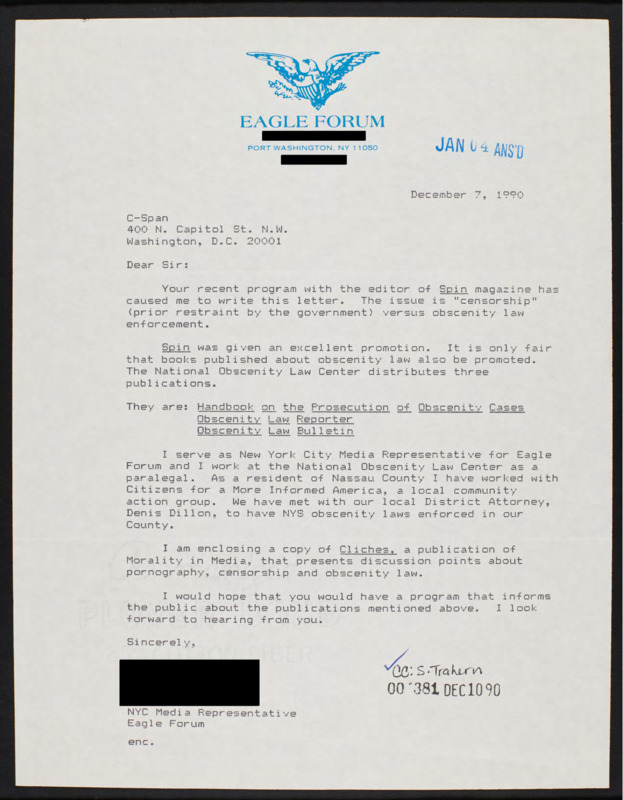 EAGLE FORUM
PORT WASHINGTON, NY 11050
JAN 04 ANS'D
December 7, 1990
C-Span
400 N. Capitol St. N.W.
Washington, D.C. 20001
Dear Sir:
Your recent program with the editor of Spin magazine has
caused me to write this letter. The issue is "censorship"
(prior restraint by the government) versus obscenity law
enforcement.
Spin was given an excellent promotion. It is only fair
that books published about obscenity law also be promoted.
The National Obscenity Law Center distributes three
publications.
They are: Handbook on the Prosecution of Obscenity Cases
Obscenity Law Reporter
Obscenity Law Bulletin
I serve as New York City Media Representative for Eagle
Forum and I work at the National Obscenity Law Center as a
paralegal. As a resident of Nassau County I have worked with
Citizens for a More Informed America, a local community
action group. We have met with our local District Attorney,
Denis Dillon, to have NYS obscenity laws enforced in our
County.
I am enclosing a copy of Cliches, a publication of
Morality in Media, that presents discussion points about
pornography, censorship and obscenity law.
I would hope that you would have a program that informs
the public about the publications mentioned above. I look
forward to hearing from you.
Sincerely,
CC: S. Trahern
00381 DEC1090
NYC Media Representative
Eagle Forum
enc.